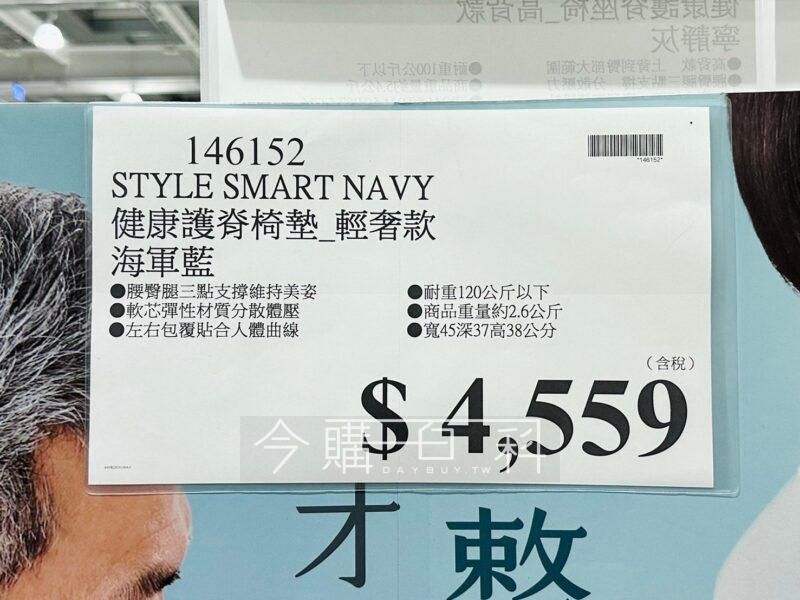 146152
*146152*
STYLE SMART NAVY
健康護脊椅墊_輕奢款
海軍藍
●腰臀腿三點支撐維持美姿
●軟芯彈性材質分散體壓
●左右包覆貼合人體曲線
●耐重120公斤以下
●商品重量約2.6公斤
●寬45深37高38公分
（含稅）
$ 4,559
今購百科
DAYBUY.TW
才